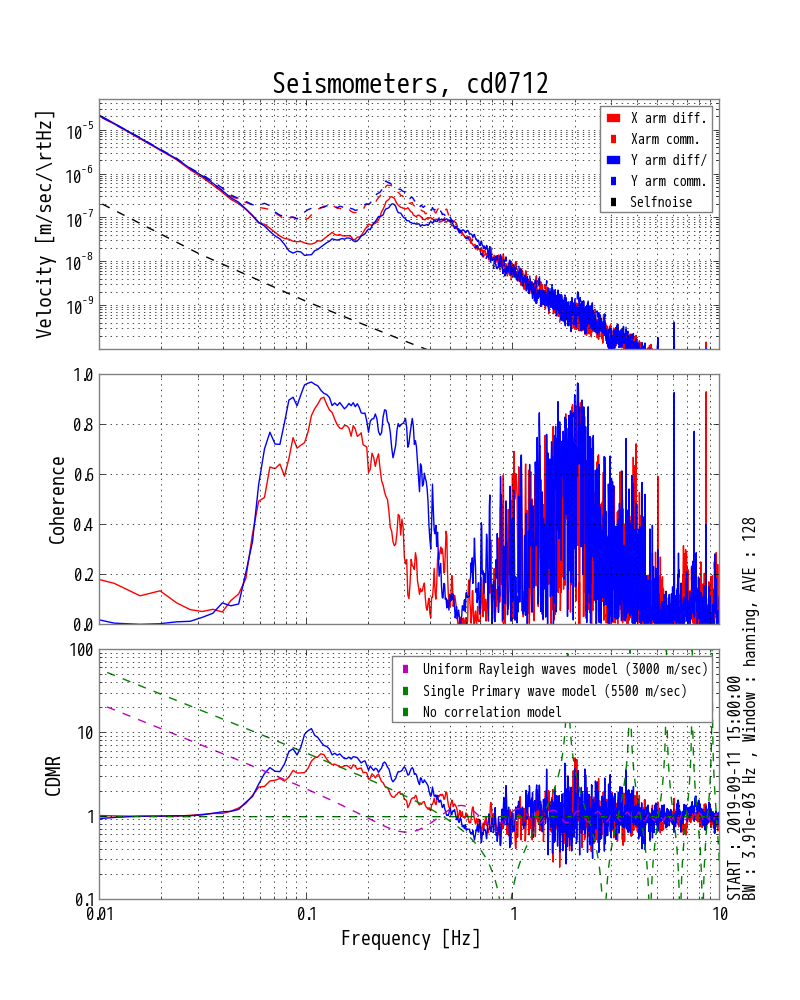 Seismometers, cd0712
Velocity [m/sec/\rtHz]
10^-5
10^-6
10^-7
10^-8
10^-9
X arm diff.
Xarm comm.
Y arm diff/
Y arm comm.
Selfnoise
Coherence
1.0
0.8
0.6
0.4
0.2
0.0
CDMR
100
10
1
0.1
Uniform Rayleigh waves model (3000 m/sec)
Single Primary wave model (5500 m/sec)
No correlation model
0.01
0.1
1
10
Frequency [Hz]
START : 2019-09-11 15:00:00
BW : 3.91e-03 Hz , Window : hanning, AVE : 128